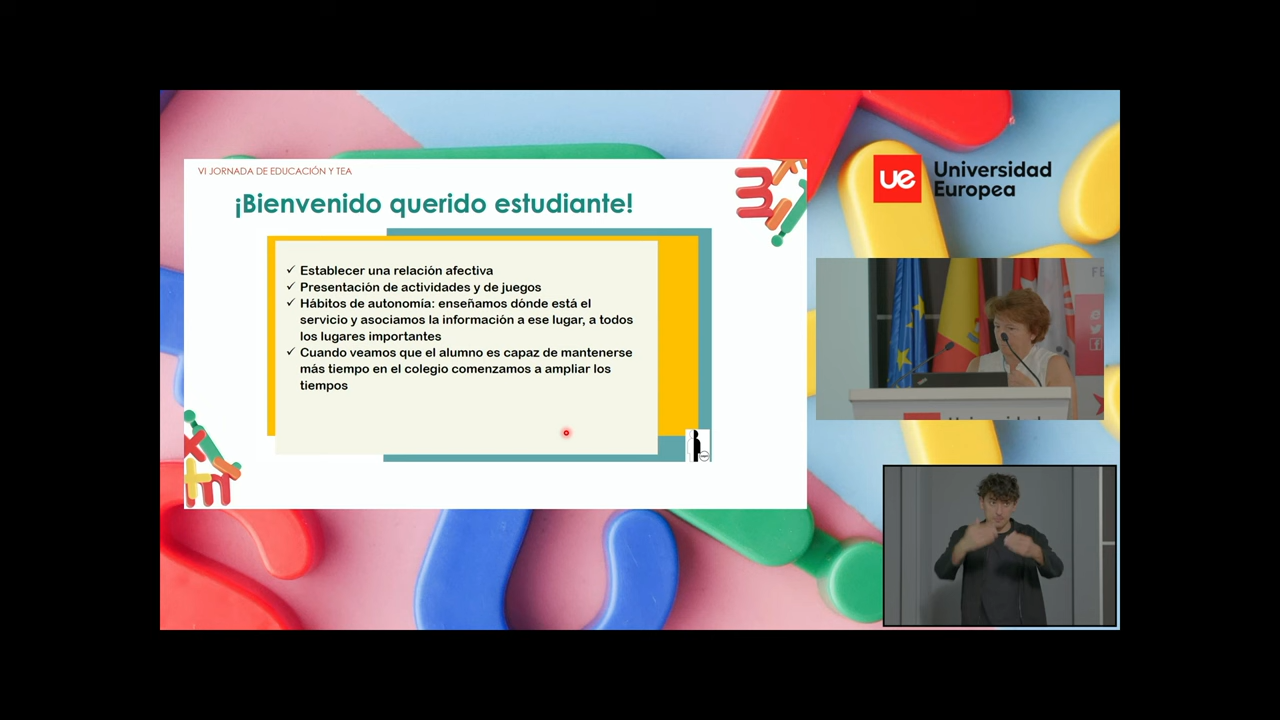 VI JORNADA DE EDUCACIÓN Y TEA
¡Bienvenido querido estudiante!
✓ Establecer una relación afectiva
✓ Presentación de actividades y de juegos
✓ Hábitos de autonomía: enseñamos dónde está el
servicio y asociamos la información a ese lugar, a todos
los lugares importantes
✓ Cuando veamos que el alumno es capaz de mantenerse
más tiempo en el colegio comenzamos a ampliar los
tiempos
ue Universidad
Europea
FE